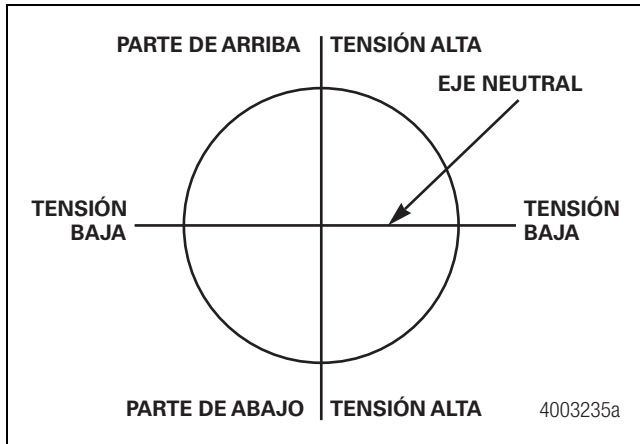 PARTE DE ARRIBA TENSIÓN ALTA
EJE NEUTRAL
TENSIÓN
BAJA
TENSIÓN
BAJA
PARTE DE ABAJO TENSIÓN ALTA
4003235a